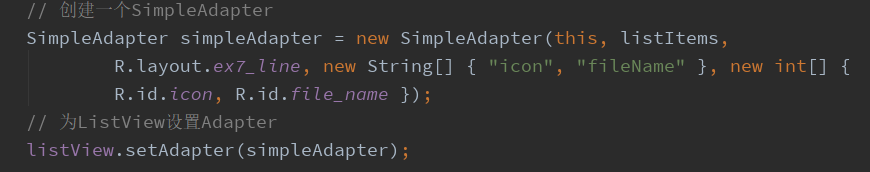 // 创建一个SimpleAdapter
SimpleAdapter simpleAdapter = new SimpleAdapter(this, listItems,
R.layout.ex7_line, new String[] { "icon", "fileName" }, new int[] {
R.id.icon, R.id.file_name });
// 为ListView设置Adapter
listView.setAdapter(simpleAdapter);